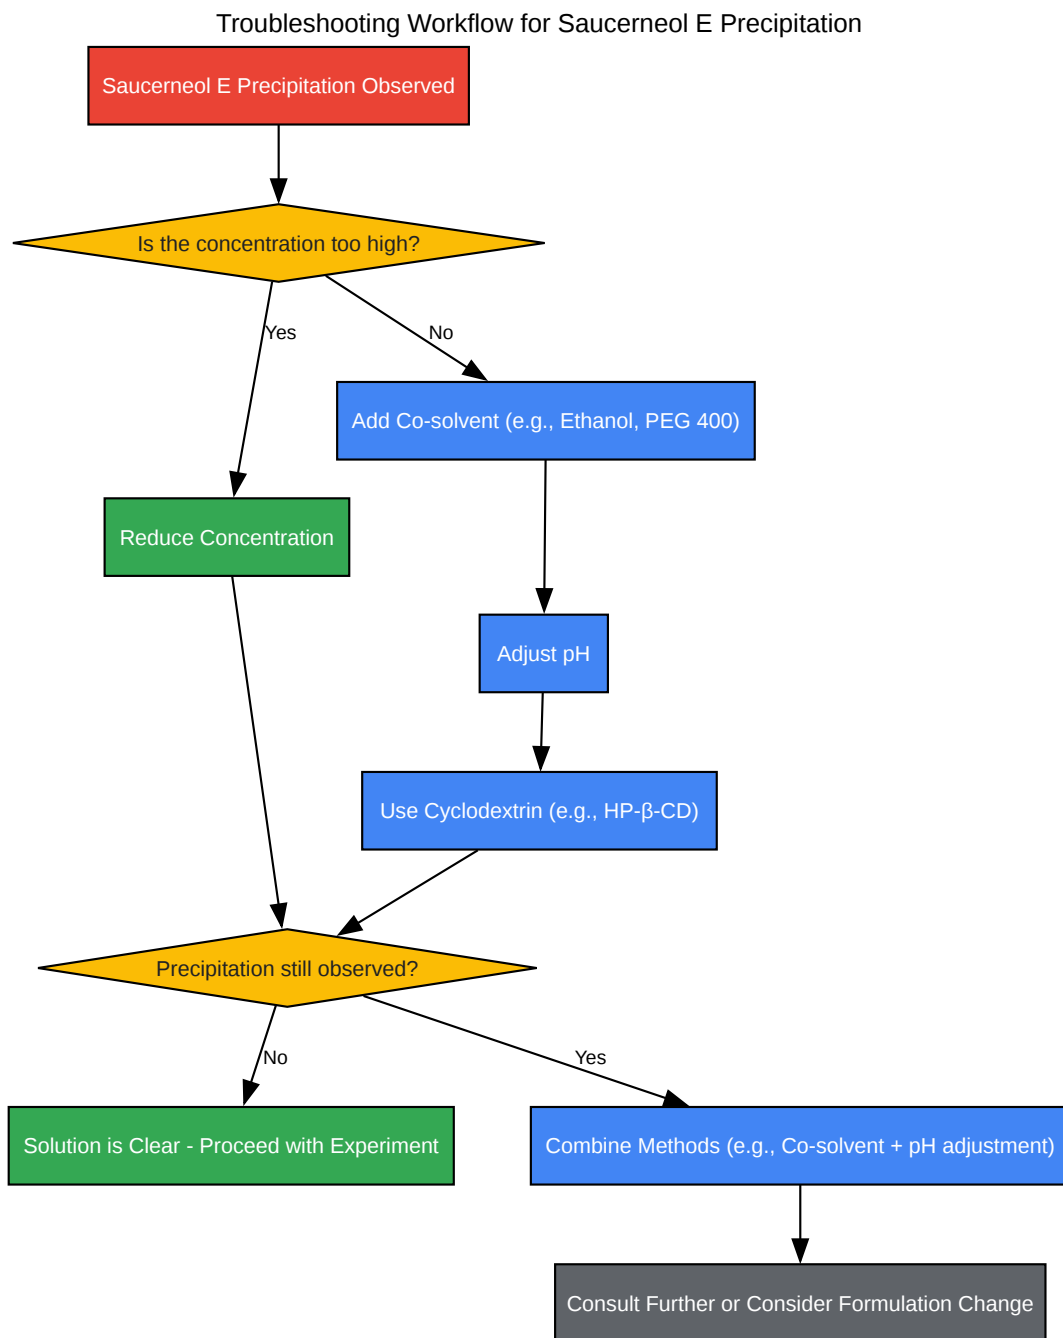 Troubleshooting Workflow for Saucerneol E Precipitation
Saucerneol E Precipitation Observed
Is the concentration too high?
Yes
No
Add Co-solvent (e.g., Ethanol, PEG 400)
Reduce Concentration
Adjust pH
Use Cyclodextrin (e.g., HP-β-CD)
Precipitation still observed?
No
Yes
Solution is Clear - Proceed with Experiment
Combine Methods (e.g., Co-solvent + pH adjustment)
Consult Further or Consider Formulation Change